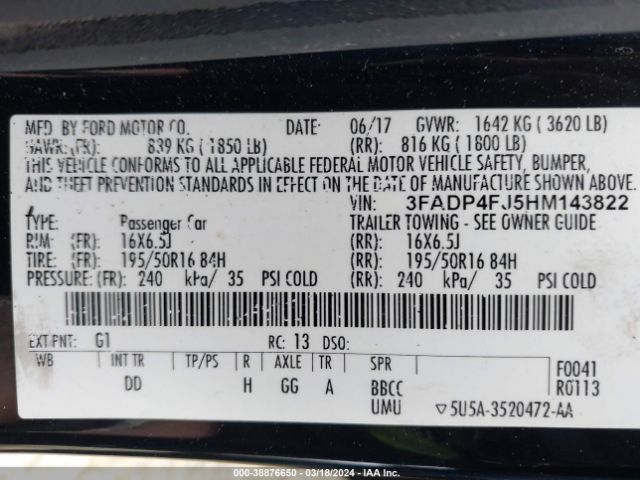 MFD BY FORD MOTOR CO. DATE: 06/17 GVWR: 1642 KG ( 3620 LB)
GAWR: (FR): 839 KG ( 1850 LB) (RR): 816 KG ( 1800 LB)
THIS VEHICLE CONFORMS TO ALL APPLICABLE FEDERAL MOTOR VEHICLE SAFETY, BUMPER,
AND THEFT PREVENTION STANDARDS IN EFFECT ON THE DATE OF MANUFACTURE SHOWN ABOVE.
VIN: 3FADP4FJ5HM143822
TYPE: Passenger Car TRAILER TOWING - SEE OWNER GUIDE
RIM: (FR): 16X6.5J (RR): 16X6.5J
TIRE: (FR): 195/50R16 84H (RR): 195/50R16 84H
PRESSURE: (FR): 240 kPa/ 35 PSI COLD (RR): 240 kPa/ 35 PSI COLD
EXT PNT: G1 RC: 13 DSO:
WB INT TR TP/PS R AXLE TR SPR F0041
DD H GG A BBCC R0113
UMU ▽5U5A-3520472-AA
000-38876650 - 03/18/2024 - IAA Inc.